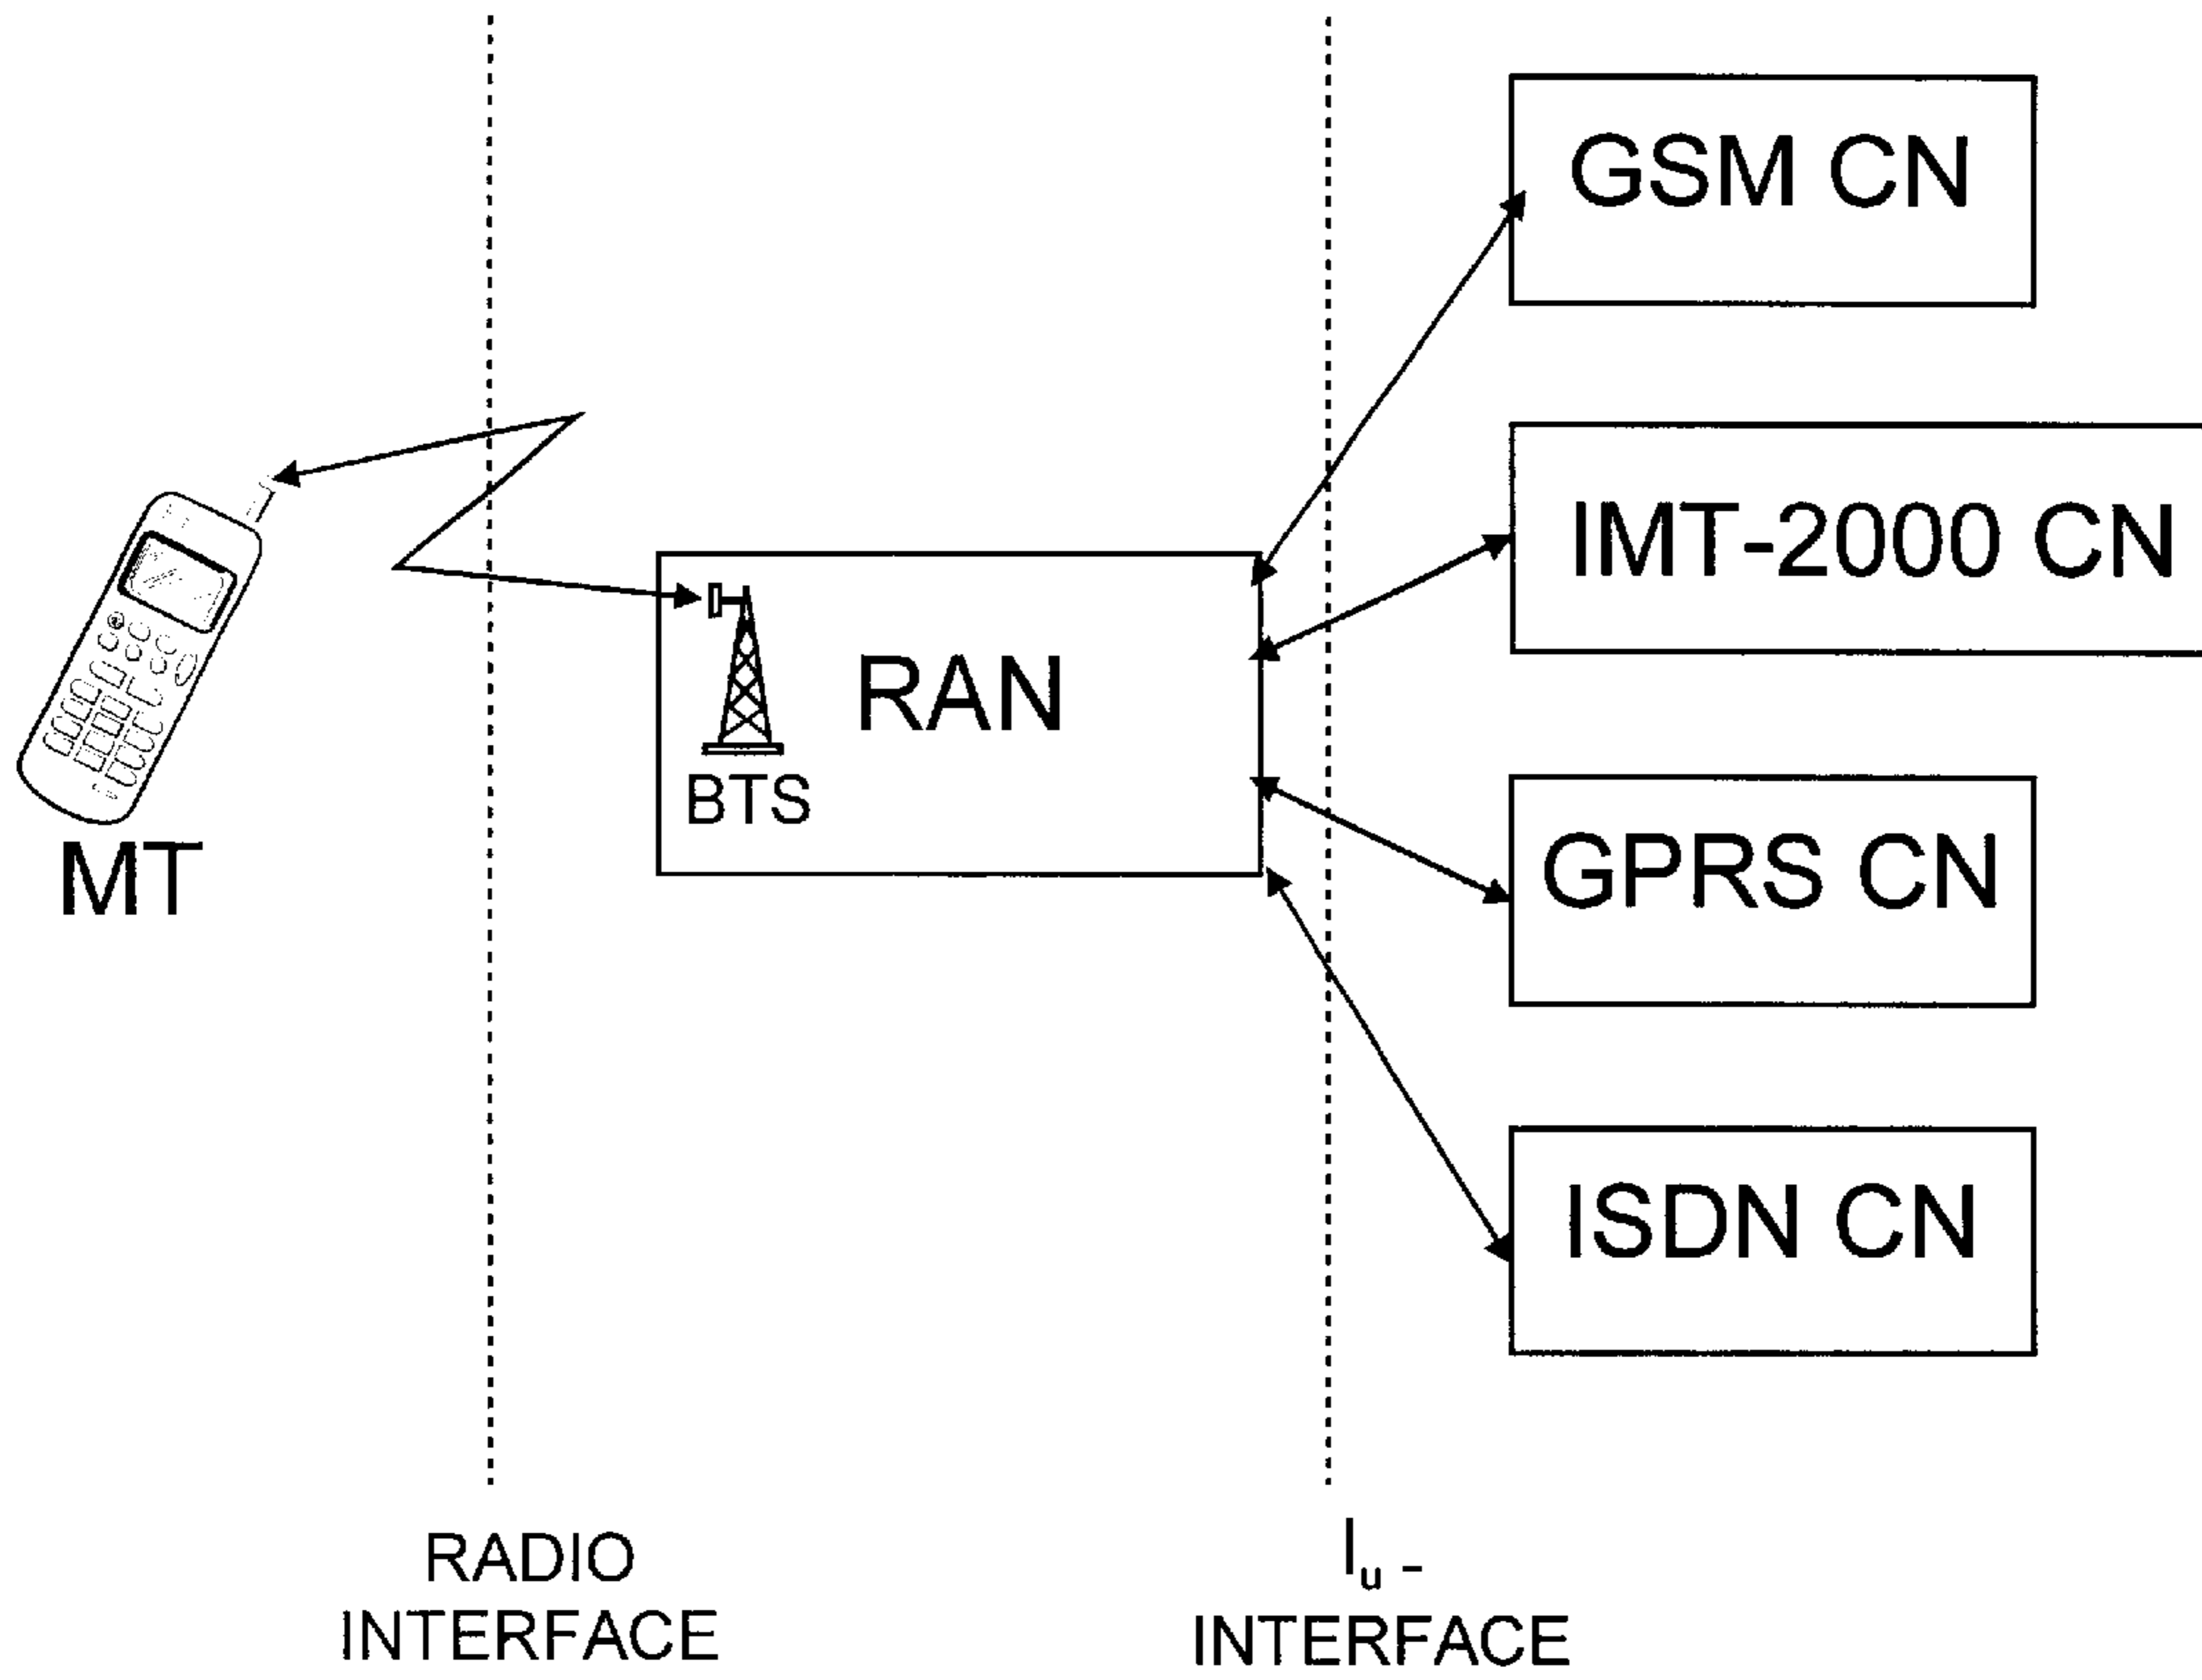 GSM CN
IMT-2000 CN
RAN
BTS
MT
GPRS CN
ISDN CN
RADIO
INTERFACE
Iu -
INTERFACE